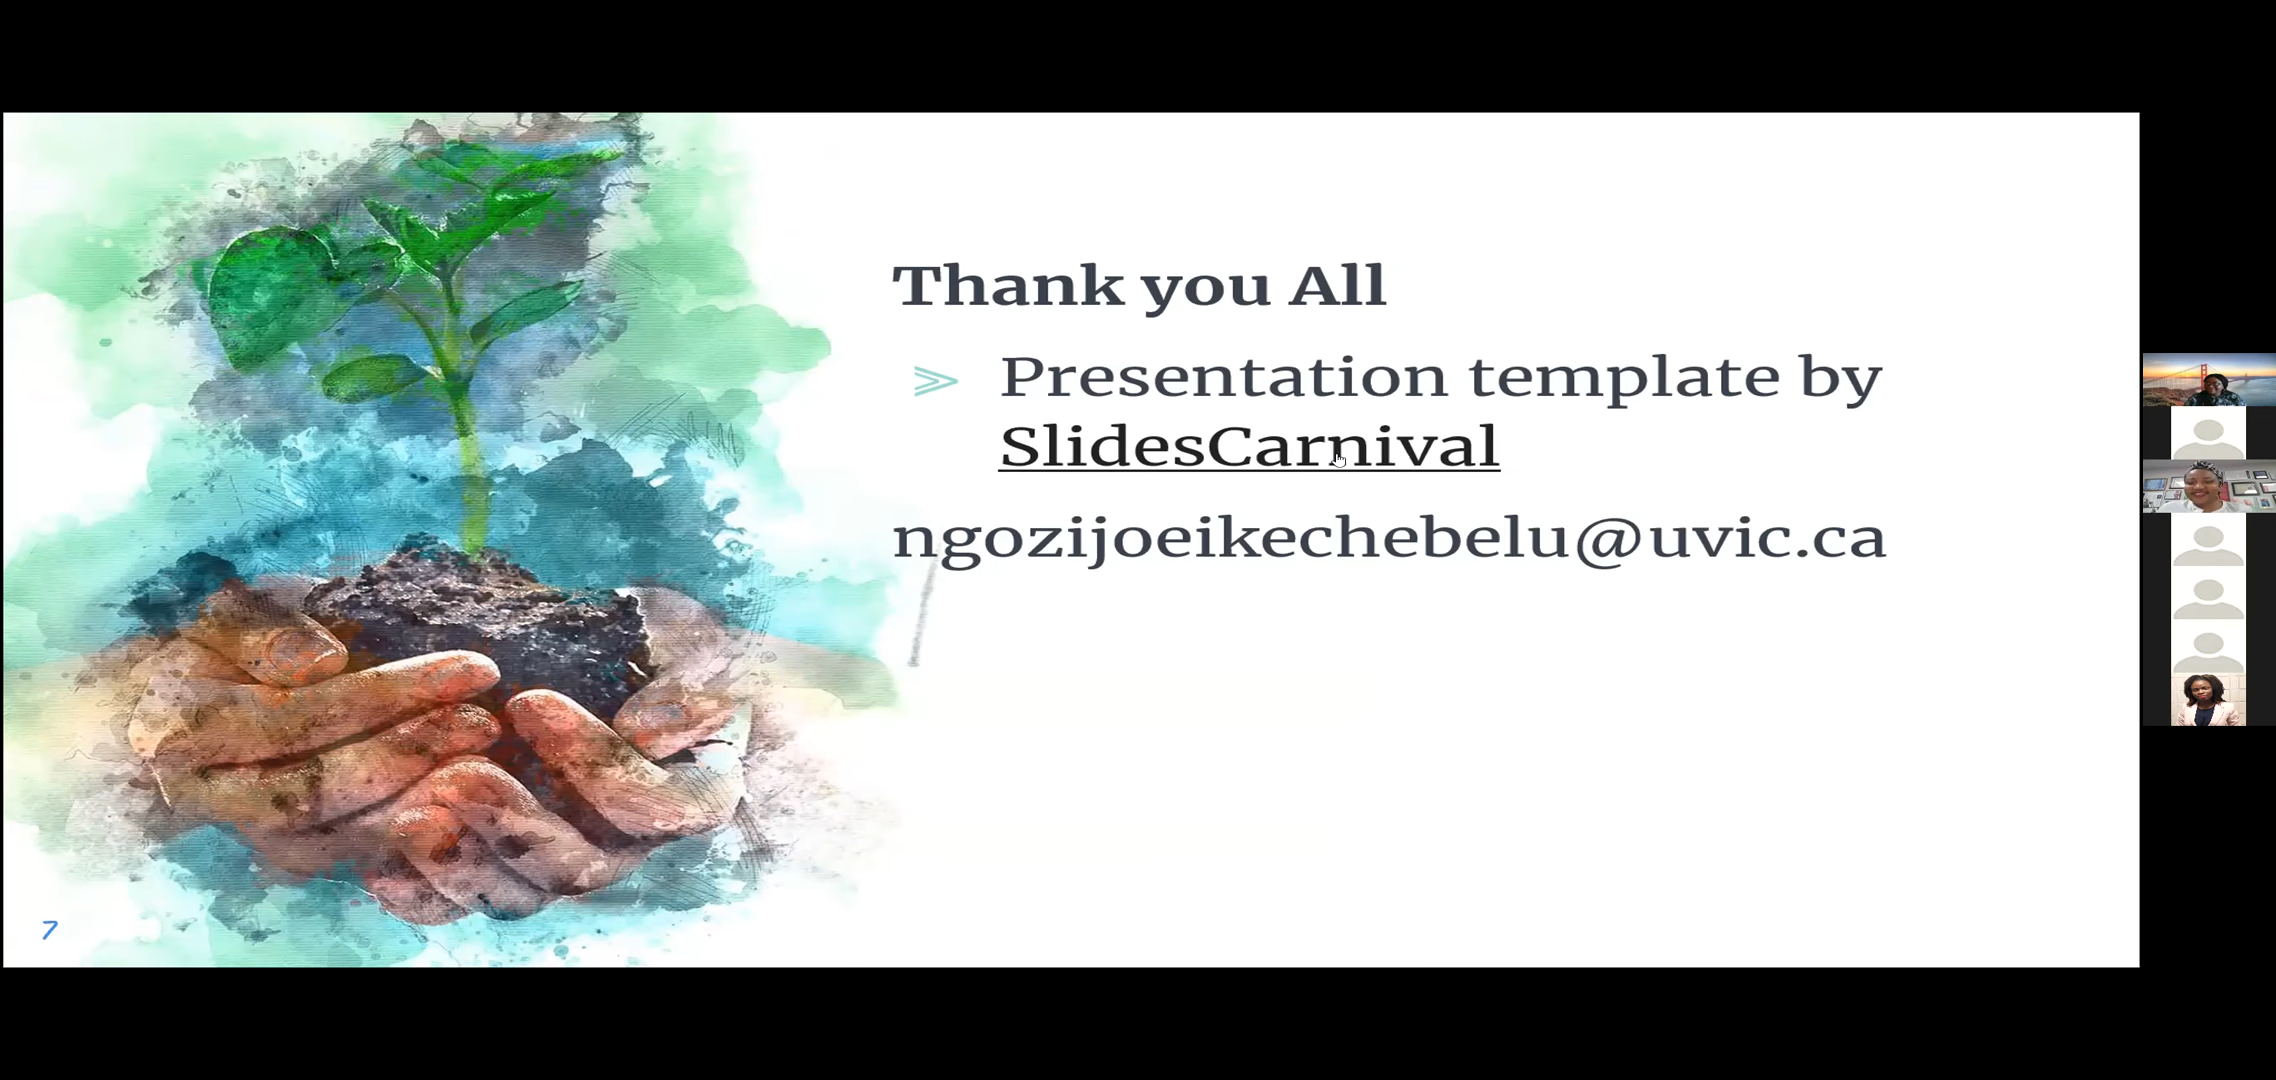 Thank you All
Presentation template by
SlidesCarnival
ngozijoeikechebelu@uvic.ca
7